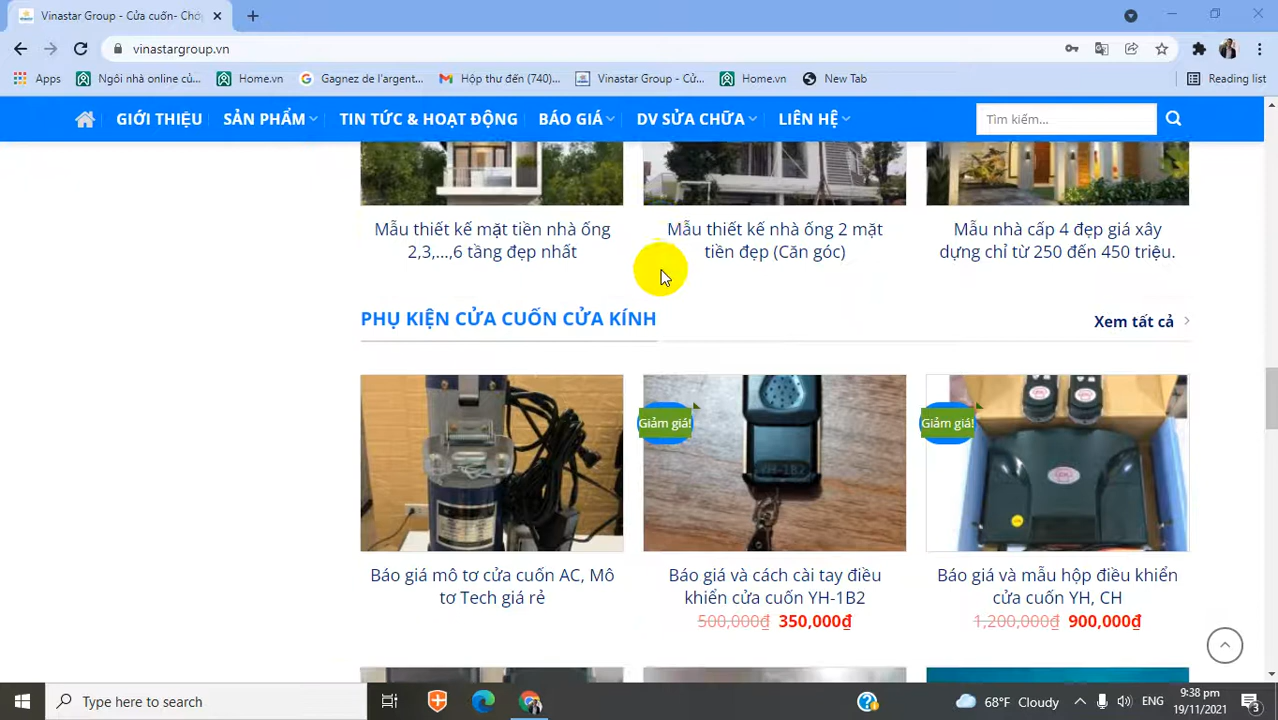 Vinastar Group - Cửa cuốn- Ch
vinastargroup.vn
Apps
Ngôi nhà online củ...
Home.vn
Gagnez de l'argent...
Hộp thư đến (740)...
Vinastar Group - Cử...
Home.vn
New Tab
Reading list
GIỚI THIỆU
SẢN PHẨM
TIN TỨC & HOẠT ĐỘNG
BÁO GIÁ
DV SỬA CHỮA
LIÊN HỆ
Tìm kiếm...
Mẫu thiết kế mặt tiền nhà ống
2,3,...,6 tầng đẹp nhất
Mẫu thiết kế nhà ống 2 mặt
tiền đẹp (Căn góc)
Mẫu nhà cấp 4 đẹp giá xây
dựng chỉ từ 250 đến 450 triệu.
PHỤ KIỆN CỬA CUỐN CỬA KÍNH
Xem tất cả
Giảm giá!
YH-1B2
Giảm giá!
Báo giá mô tơ cửa cuốn AC, Mô
tơ Tech giá rẻ
Báo giá và cách cài tay điều
khiển cửa cuốn YH-1B2
500,000₫ 350,000₫
Báo giá và mẫu hộp điều khiển
cửa cuốn YH, CH
1,200,000₫ 900,000₫
Type here to search
68°F Cloudy
ENG
9:38 pm
19/11/2021
3